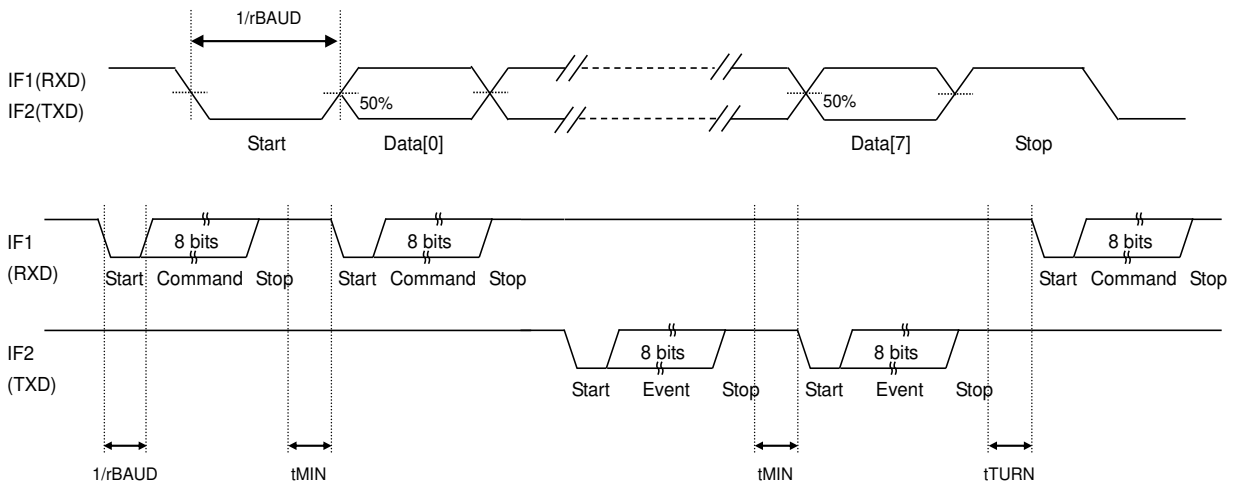 1/rBAUD
IF1(RXD)
IF2(TXD)
50%
50%
Start
Data[0]
Data[7]
Stop
IF1
(RXD)
8 bits
8 bits
8 bits
Start Command Stop
Start Command Stop
Start Command Stop
IF2
(TXD)
8 bits
8 bits
Start Event Stop
Start Event Stop
1/rBAUD
tMIN
tMIN
tTURN